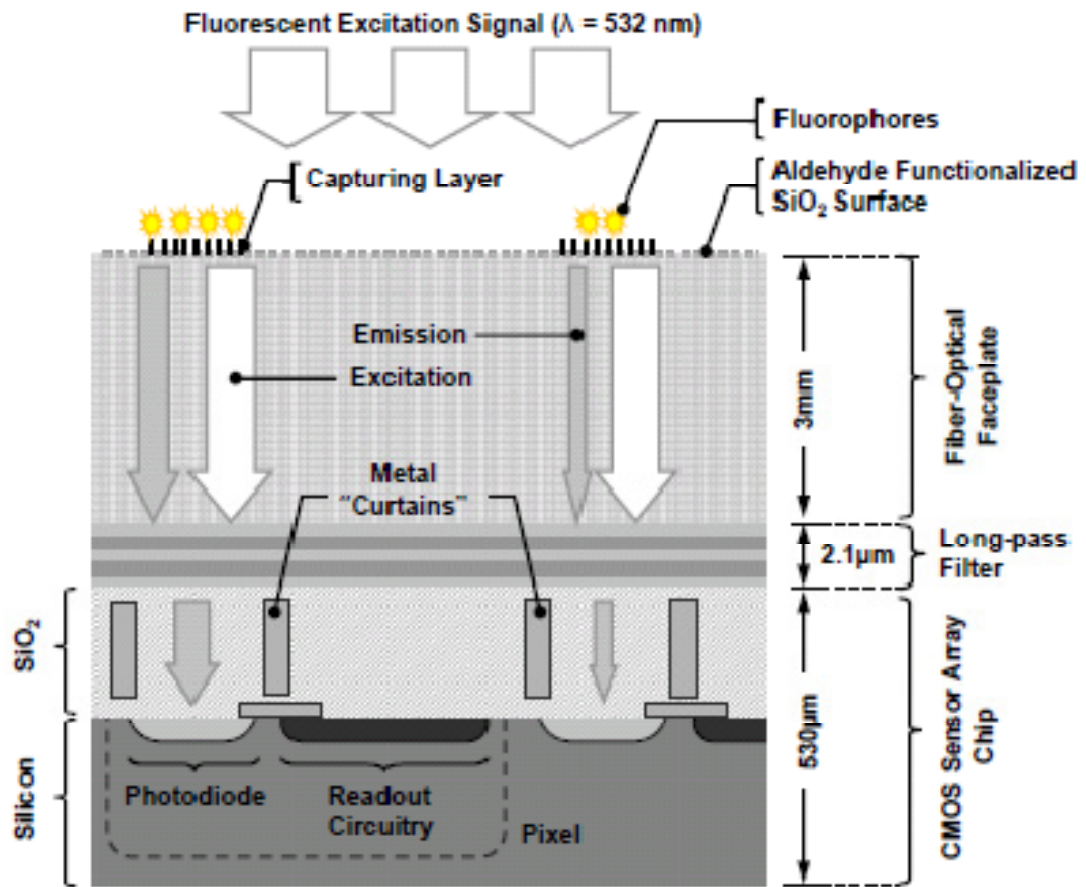 Fluorescent Excitation Signal (λ = 532 nm)
Fluorophores
Capturing Layer
Aldehyde Functionalized
SiO₂ Surface
Emission
Excitation
3mm
Fiber-Optical
Faceplate
Metal
“Curtains”
2.1µm
Long-pass
Filter
SiO₂
530µm
CMOS Sensor Array
Chip
Silicon
Photodiode
Readout
Circuitry
Pixel